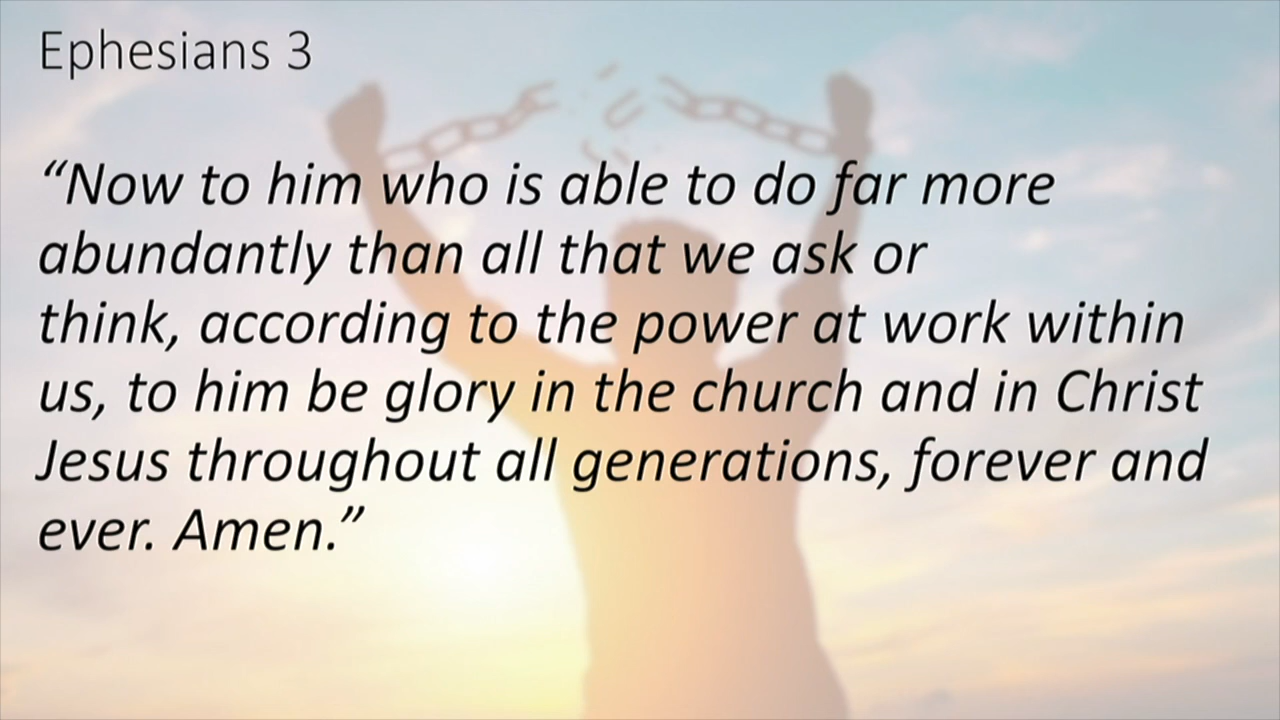 Ephesians 3
“Now to him who is able to do far more
abundantly than all that we ask or
think, according to the power at work within
us, to him be glory in the church and in Christ
Jesus throughout all generations, forever and
ever. Amen.”